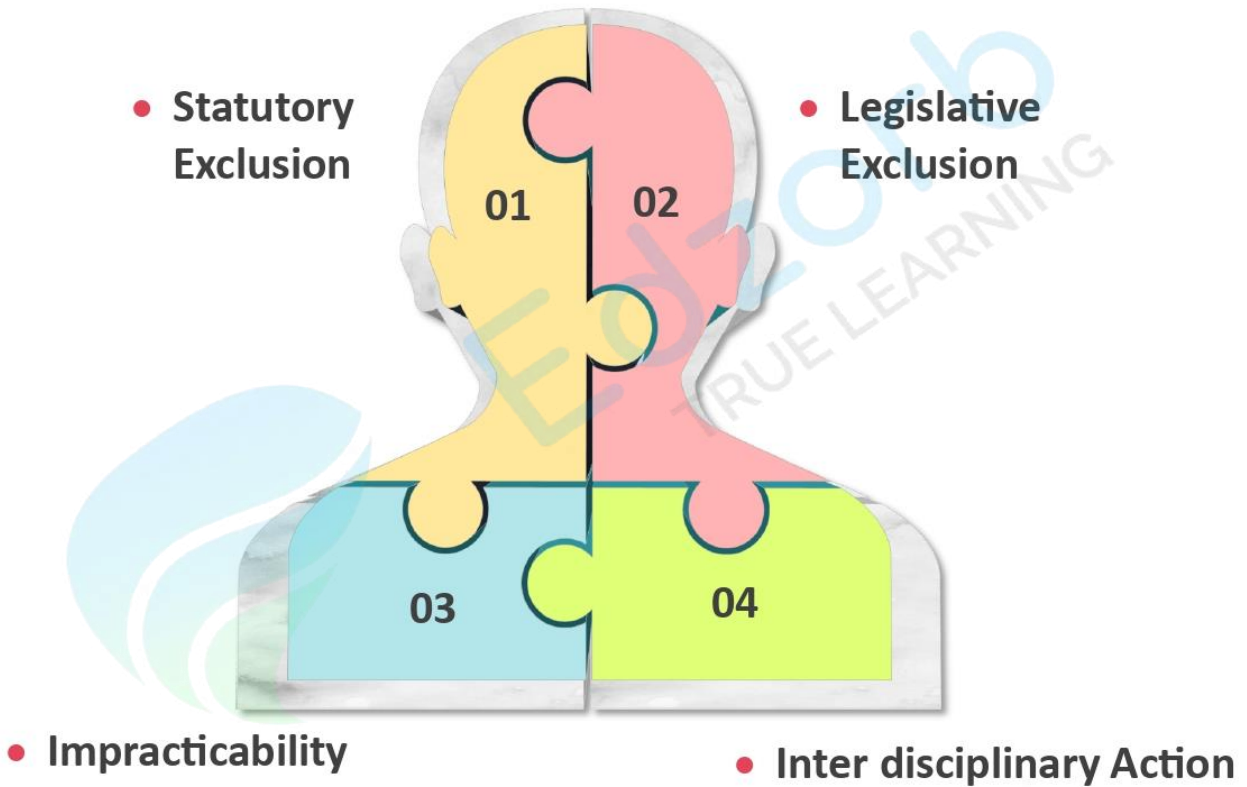 • Statutory
Exclusion
• Legislative
Exclusion
01
02
Edzorb
TRUE LEARNING
03
04
• Impracticability
• Inter disciplinary Action